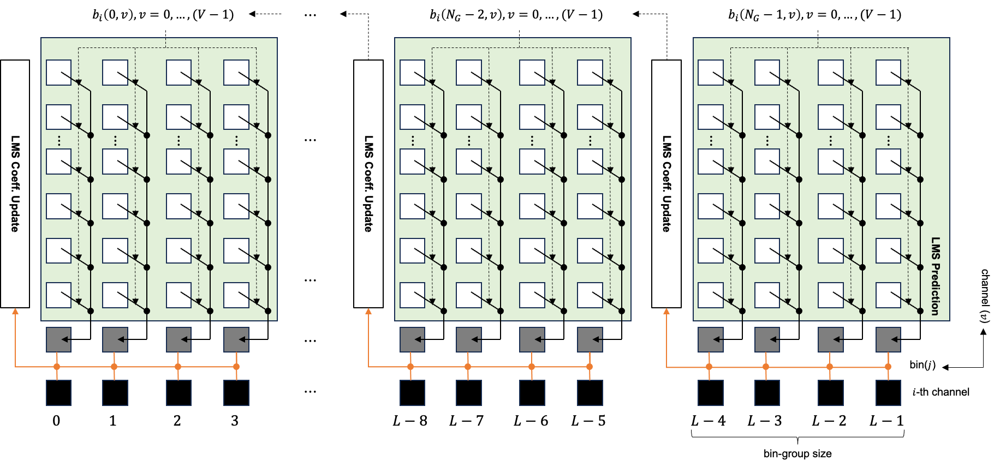 b_i(0, v), v = 0, …, (V − 1)
…
b_i(N_G − 2, v), v = 0, …, (V − 1)
b_i(N_G − 1, v), v = 0, …, (V − 1)
LMS Coeff. Update
⋮ ⋮ ⋮ ⋮
…
LMS Coeff. Update
⋮ ⋮ ⋮ ⋮
LMS Coeff. Update
⋮ ⋮ ⋮ ⋮
LMS Prediction
channel (v)
…
…
bin(j)
…
i-th channel
0 1 2 3 L − 8 L − 7 L − 6 L − 5 L − 4 L − 3 L − 2 L − 1
bin-group size